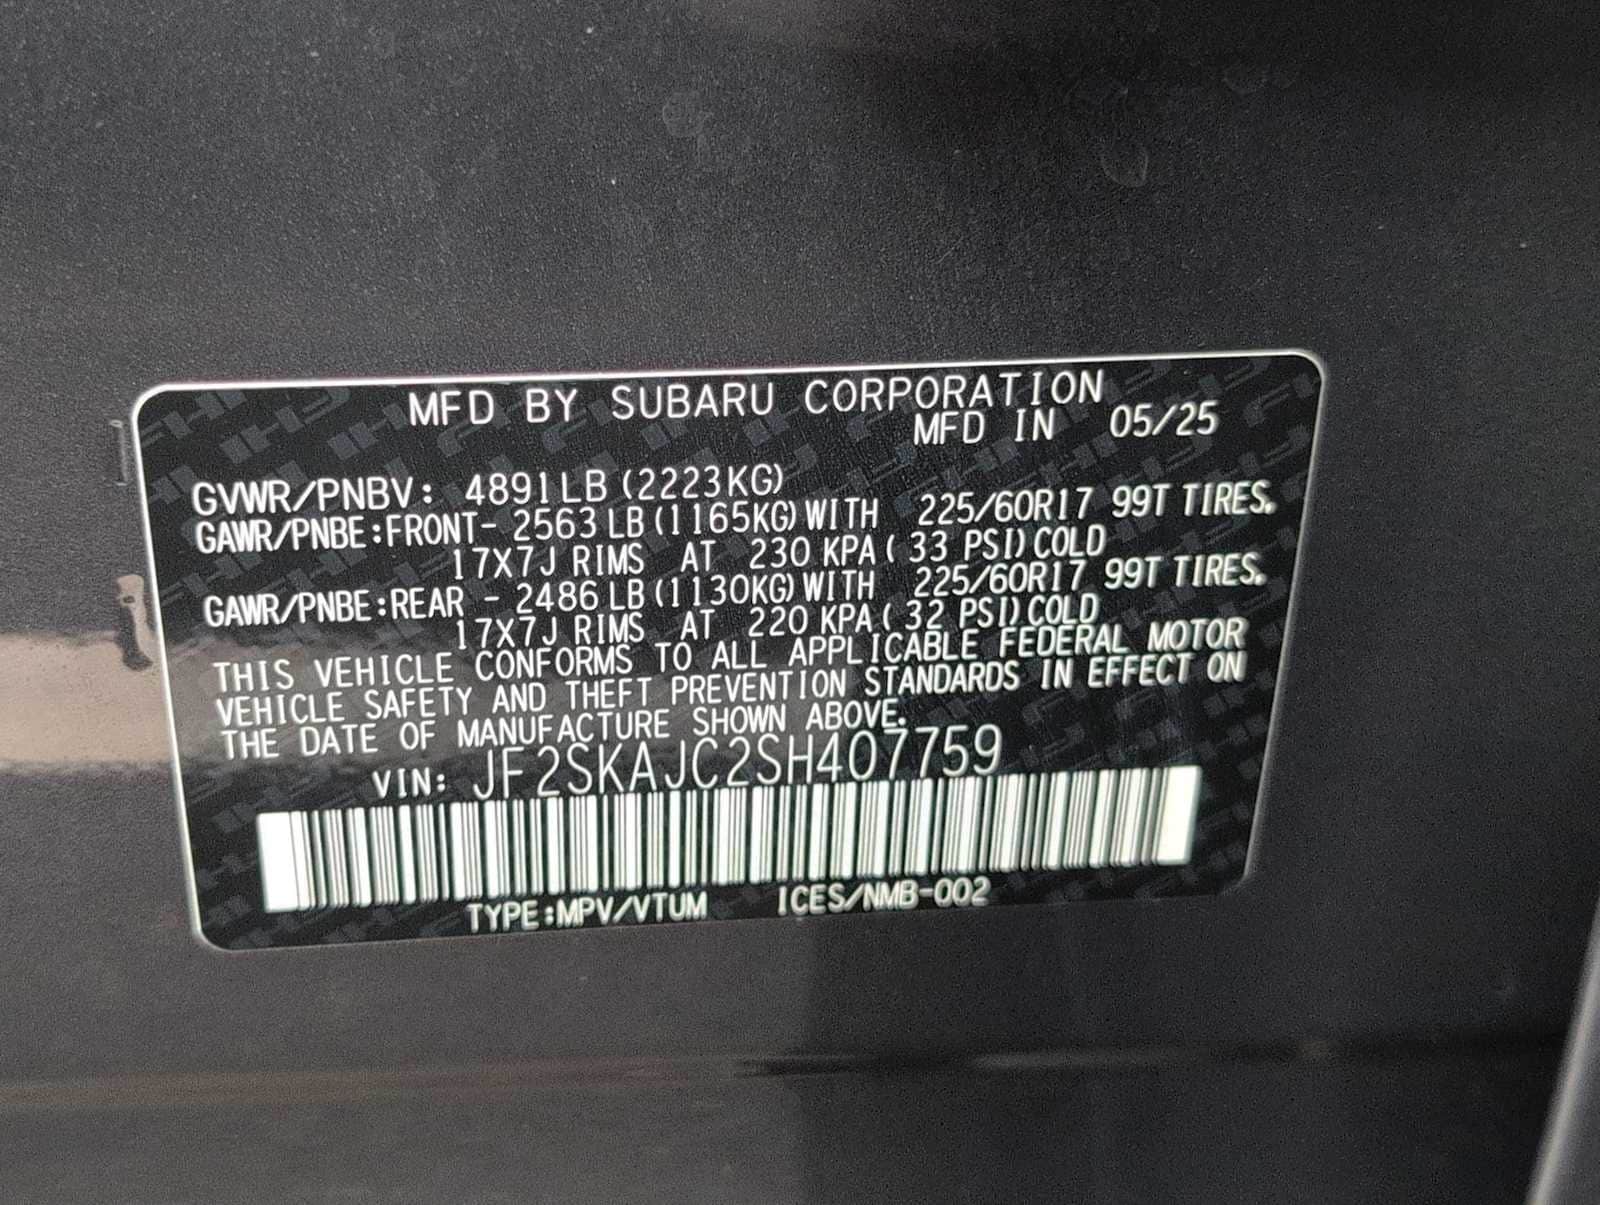 MFD BY SUBARU CORPORATION
MFD IN 05/25
GVWR/PNBV: 4891LB (2223KG)
GAWR/PNBE:FRONT- 2563 LB (1165KG) WITH 225/60R17 99T TIRES.
17X7J RIMS AT 230 KPA ( 33 PSI) COLD
GAWR/PNBE:REAR - 2486 LB (1130KG) WITH 225/60R17 99T TIRES.
17X7J RIMS AT 220 KPA ( 32 PSI) COLD
THIS VEHICLE CONFORMS TO ALL APPLICABLE FEDERAL MOTOR
VEHICLE SAFETY AND THEFT PREVENTION STANDARDS IN EFFECT ON
THE DATE OF MANUFACTURE SHOWN ABOVE.
VIN: JF2SKAJC2SH407759
TYPE:MPV/VTUM ICES/NMB-002